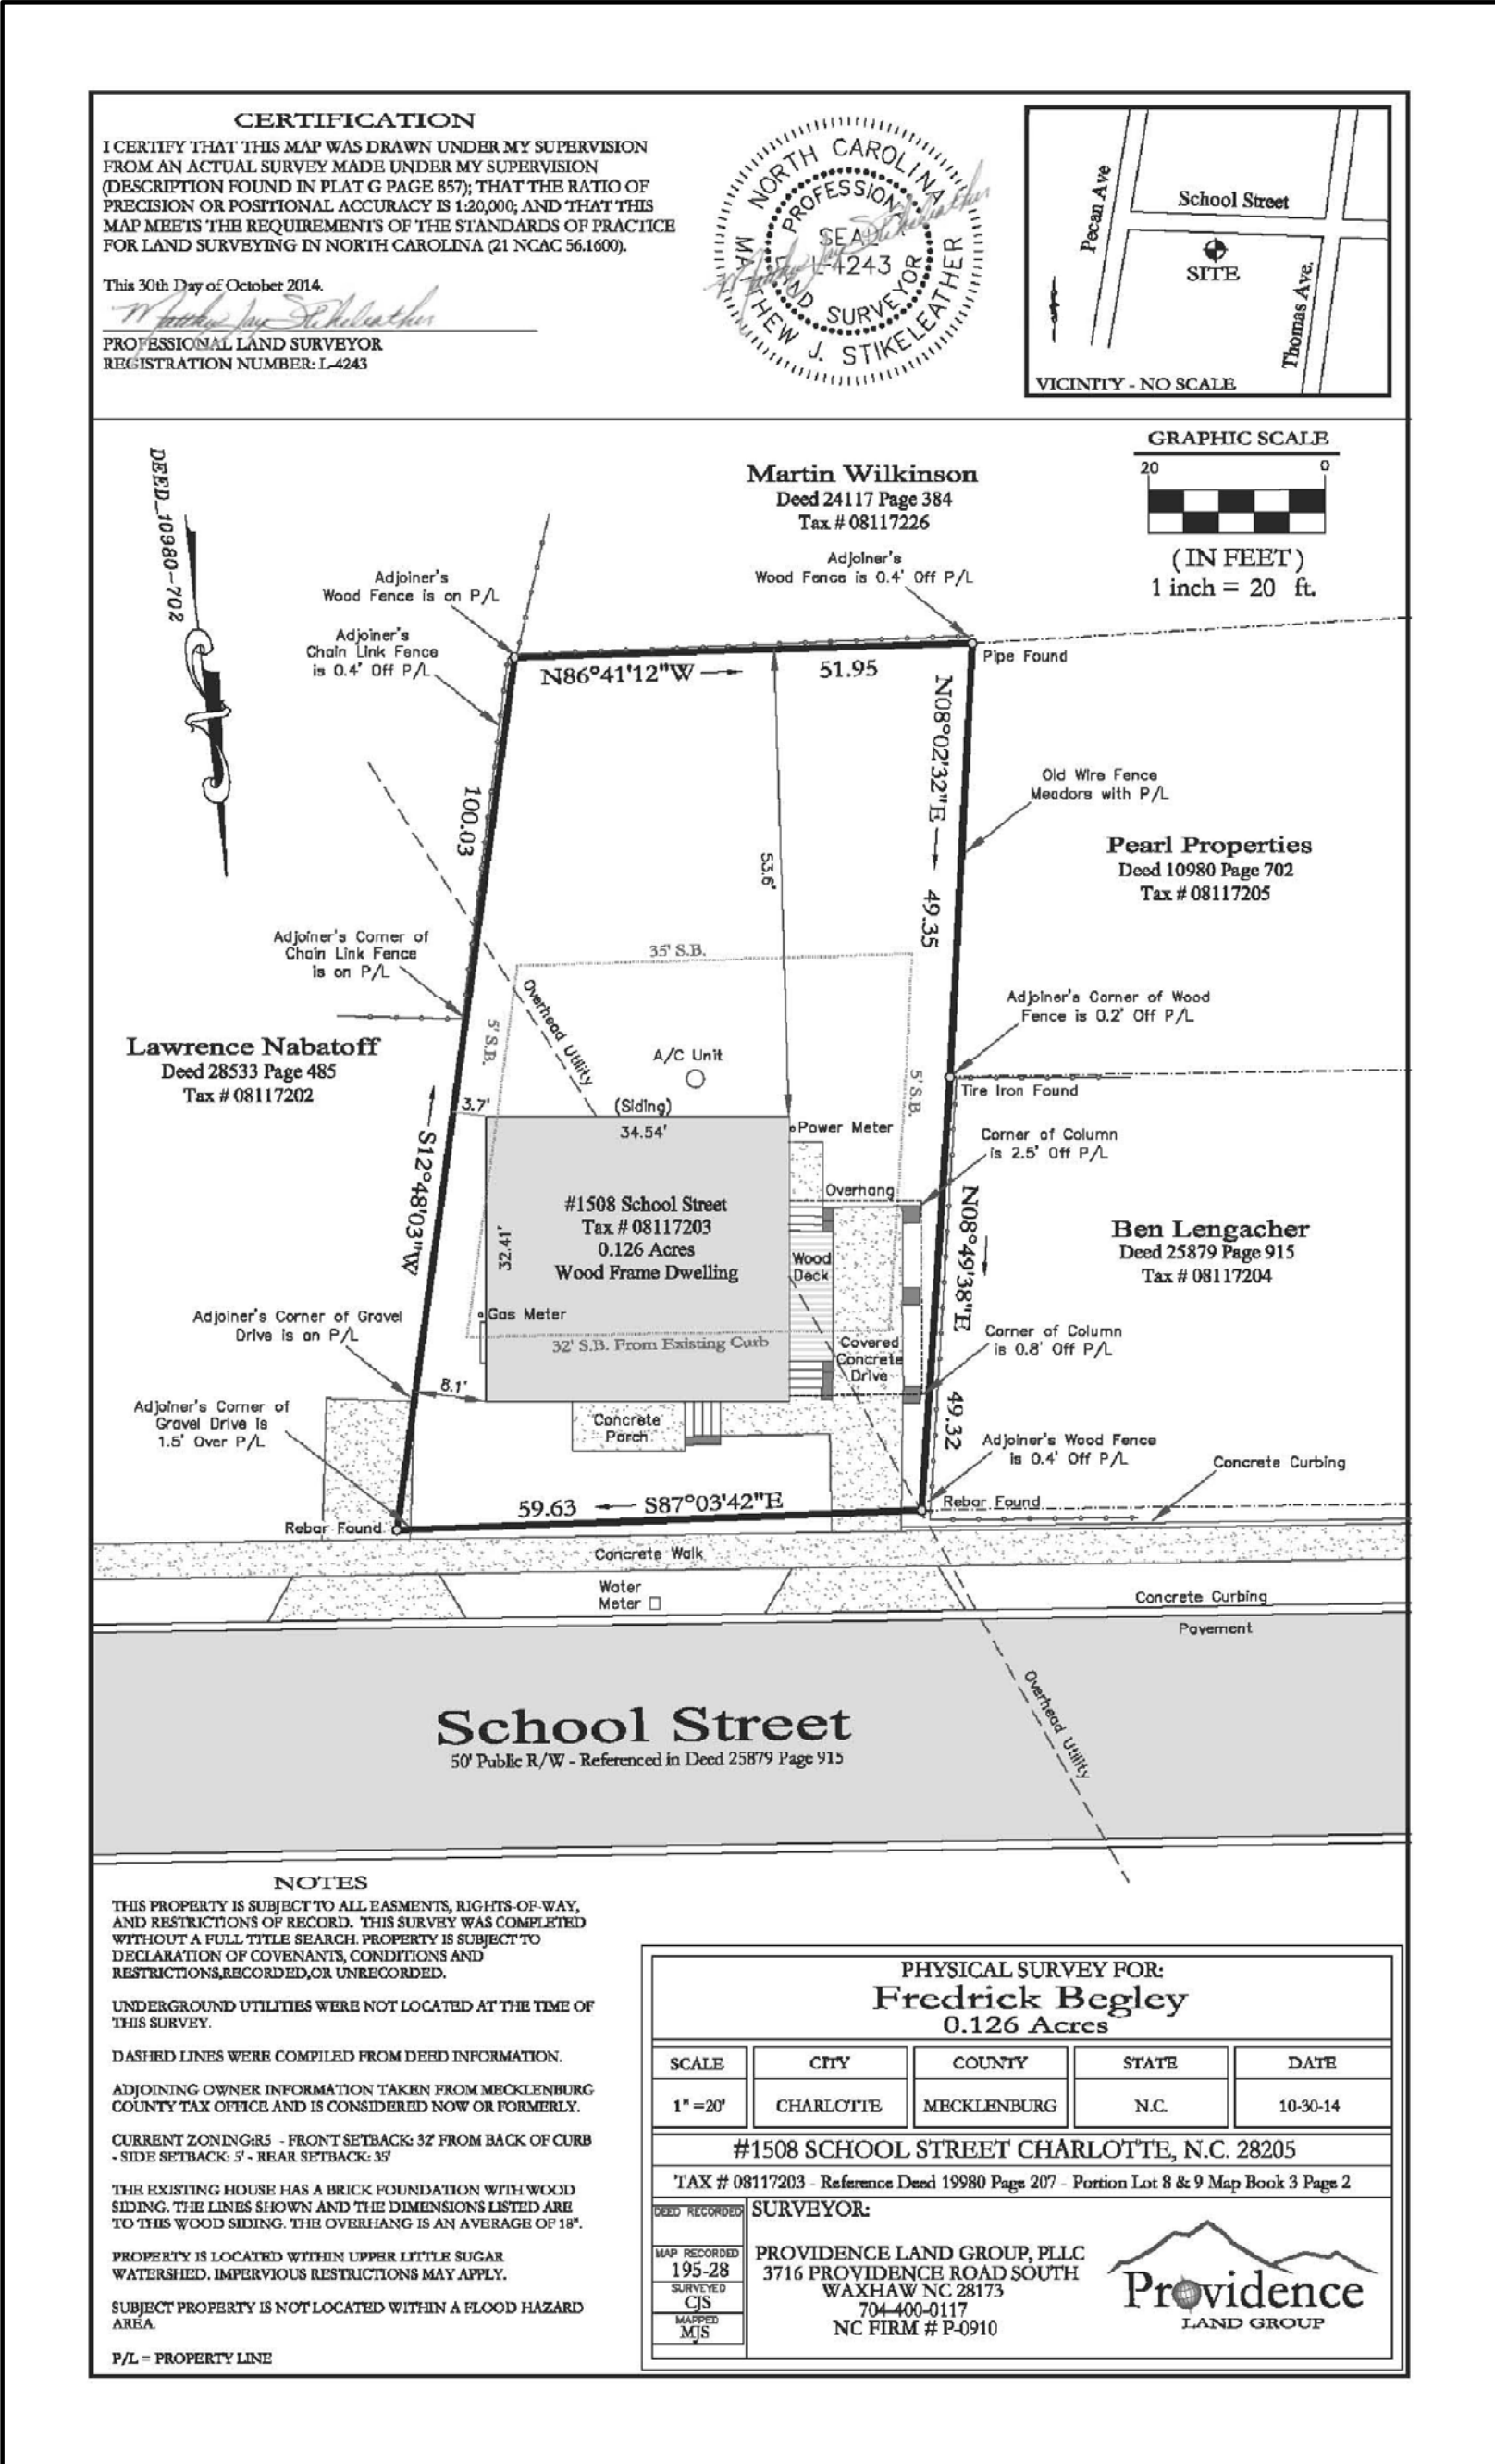 CERTIFICATION
I CERTIFY THAT THIS MAP WAS DRAWN UNDER MY SUPERVISION
FROM AN ACTUAL SURVEY MADE UNDER MY SUPERVISION
(DESCRIPTION FOUND IN PLAT G PAGE 857); THAT THE RATIO OF
PRECISION OR POSITIONAL ACCURACY IS 1:20,000; AND THAT THIS
MAP MEETS THE REQUIREMENTS OF THE STANDARDS OF PRACTICE
FOR LAND SURVEYING IN NORTH CAROLINA (21 NCAC 56.1600).
This 30th Day of October 2014.
Matthew Jay Stikeleather
PROFESSIONAL LAND SURVEYOR
REGISTRATION NUMBER: L-4243
NORTH CAROLINA
PROFESSIONAL
SEAL
L-4243
LAND SURVEYOR
MATTHEW J. STIKELEATHER
Matthew Jay Stikeleather
Pecan Ave
School Street
SITE
Thomas Ave.
VICINITY - NO SCALE
DEED 10980-702
Martin Wilkinson
Deed 24117 Page 384
Tax # 08117226
GRAPHIC SCALE
20 0
(IN FEET)
1 inch = 20 ft.
Adjoiner's
Wood Fence is 0.4' Off P/L
Adjoiner's
Wood Fence is on P/L
Adjoiner's
Chain Link Fence
is 0.4' Off P/L
N86°41'12"W
51.95
Pipe Found
N08°02'32"E
49.35
100.03
53.6'
Old Wire Fence
Meadors with P/L
Pearl Properties
Deed 10980 Page 702
Tax # 08117205
Adjoiner's Corner of
Chain Link Fence
is on P/L
35' S.B.
Overhead Utility
5' S.B.
5' S.B.
Adjoiner's Corner of Wood
Fence is 0.2' Off P/L
Lawrence Nabatoff
Deed 28533 Page 485
Tax # 08117202
A/C Unit
Tire Iron Found
3.7'
(Siding)
34.54'
Power Meter
Corner of Column
is 2.5' Off P/L
S12°48'03"W
Overhang
#1508 School Street
Tax # 08117203
0.126 Acres
Wood Frame Dwelling
32.41'
Wood
Deck
N08°49'38"E
49.32
Ben Lengacher
Deed 25879 Page 915
Tax # 08117204
Gas Meter
32' S.B. From Existing Curb
Covered
Concrete
Drive
Corner of Column
is 0.8' Off P/L
Adjoiner's Corner of Gravel
Drive is on P/L
8.1'
Adjoiner's Corner of
Gravel Drive is
1.5' Over P/L
Concrete
Porch
Adjoiner's Wood Fence
is 0.4' Off P/L
Concrete Curbing
59.63
S87°03'42"E
Rebar Found
Rebar Found
Concrete Walk
Water
Meter
Concrete Curbing
Pavement
School Street
50' Public R/W - Referenced in Deed 25879 Page 915
Overhead Utility
NOTES
THIS PROPERTY IS SUBJECT TO ALL EASMENTS, RIGHTS-OF-WAY,
AND RESTRICTIONS OF RECORD. THIS SURVEY WAS COMPLETED
WITHOUT A FULL TITLE SEARCH. PROPERTY IS SUBJECT TO
DECLARATION OF COVENANTS, CONDITIONS AND
RESTRICTIONS,RECORDED,OR UNRECORDED.
UNDERGROUND UTILITIES WERE NOT LOCATED AT THE TIME OF
THIS SURVEY.
DASHED LINES WERE COMPILED FROM DEED INFORMATION.
ADJOINING OWNER INFORMATION TAKEN FROM MECKLENBURG
COUNTY TAX OFFICE AND IS CONSIDERED NOW OR FORMERLY.
CURRENT ZONING:R5 - FRONT SETBACK: 32' FROM BACK OF CURB
- SIDE SETBACK: 5' - REAR SETBACK: 35'
THE EXISTING HOUSE HAS A BRICK FOUNDATION WITH WOOD
SIDING. THE LINES SHOWN AND THE DIMENSIONS LISTED ARE
TO THIS WOOD SIDING. THE OVERHANG IS AN AVERAGE OF 18".
PROPERTY IS LOCATED WITHIN UPPER LITTLE SUGAR
WATERSHED. IMPERVIOUS RESTRICTIONS MAY APPLY.
SUBJECT PROPERTY IS NOT LOCATED WITHIN A FLOOD HAZARD
AREA.
P/L = PROPERTY LINE
PHYSICAL SURVEY FOR:
Fredrick Begley
0.126 Acres
SCALE CITY COUNTY STATE DATE
1" =20' CHARLOTTE MECKLENBURG N.C. 10-30-14
#1508 SCHOOL STREET CHARLOTTE, N.C. 28205
TAX # 08117203 - Reference Deed 19980 Page 207 - Portion Lot 8 & 9 Map Book 3 Page 2
DEED RECORDED
MAP RECORDED
195-28
SURVEYED
CJS
MAPPED
MJS
SURVEYOR:
PROVIDENCE LAND GROUP, PLLC
3716 PROVIDENCE ROAD SOUTH
WAXHAW NC 28173
704-400-0117
NC FIRM # P-0910
Providence
LAND GROUP